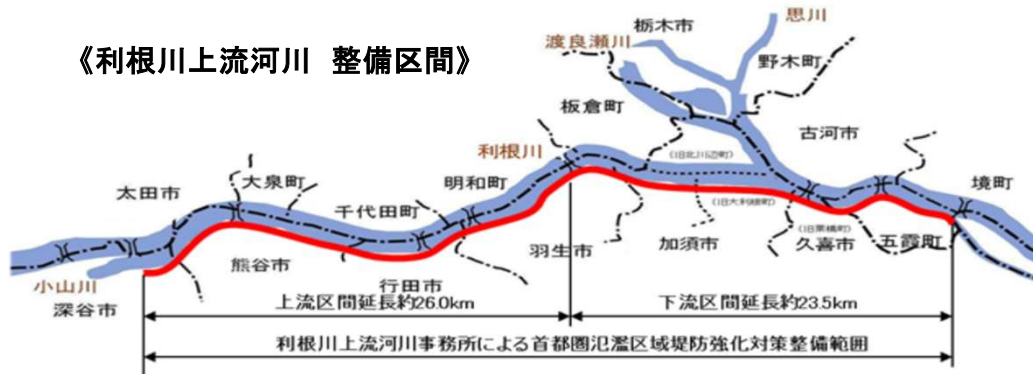 《利根川上流河川 整備区間》
思川
栃木市
渡良瀬川
野木町
板倉町
古河市
利根川
(旧北川辺町)
太田市
大泉町
明和町
境町
千代田町
(旧大利根町)
(旧栗橋町)
羽生市
加須市
久喜市
五霞町
熊谷市
小山川
行田市
深谷市
上流区間延長約26.0km
下流区間延長約23.5km
利根川上流河川事務所による首都圏氾濫区域堤防強化対策整備範囲